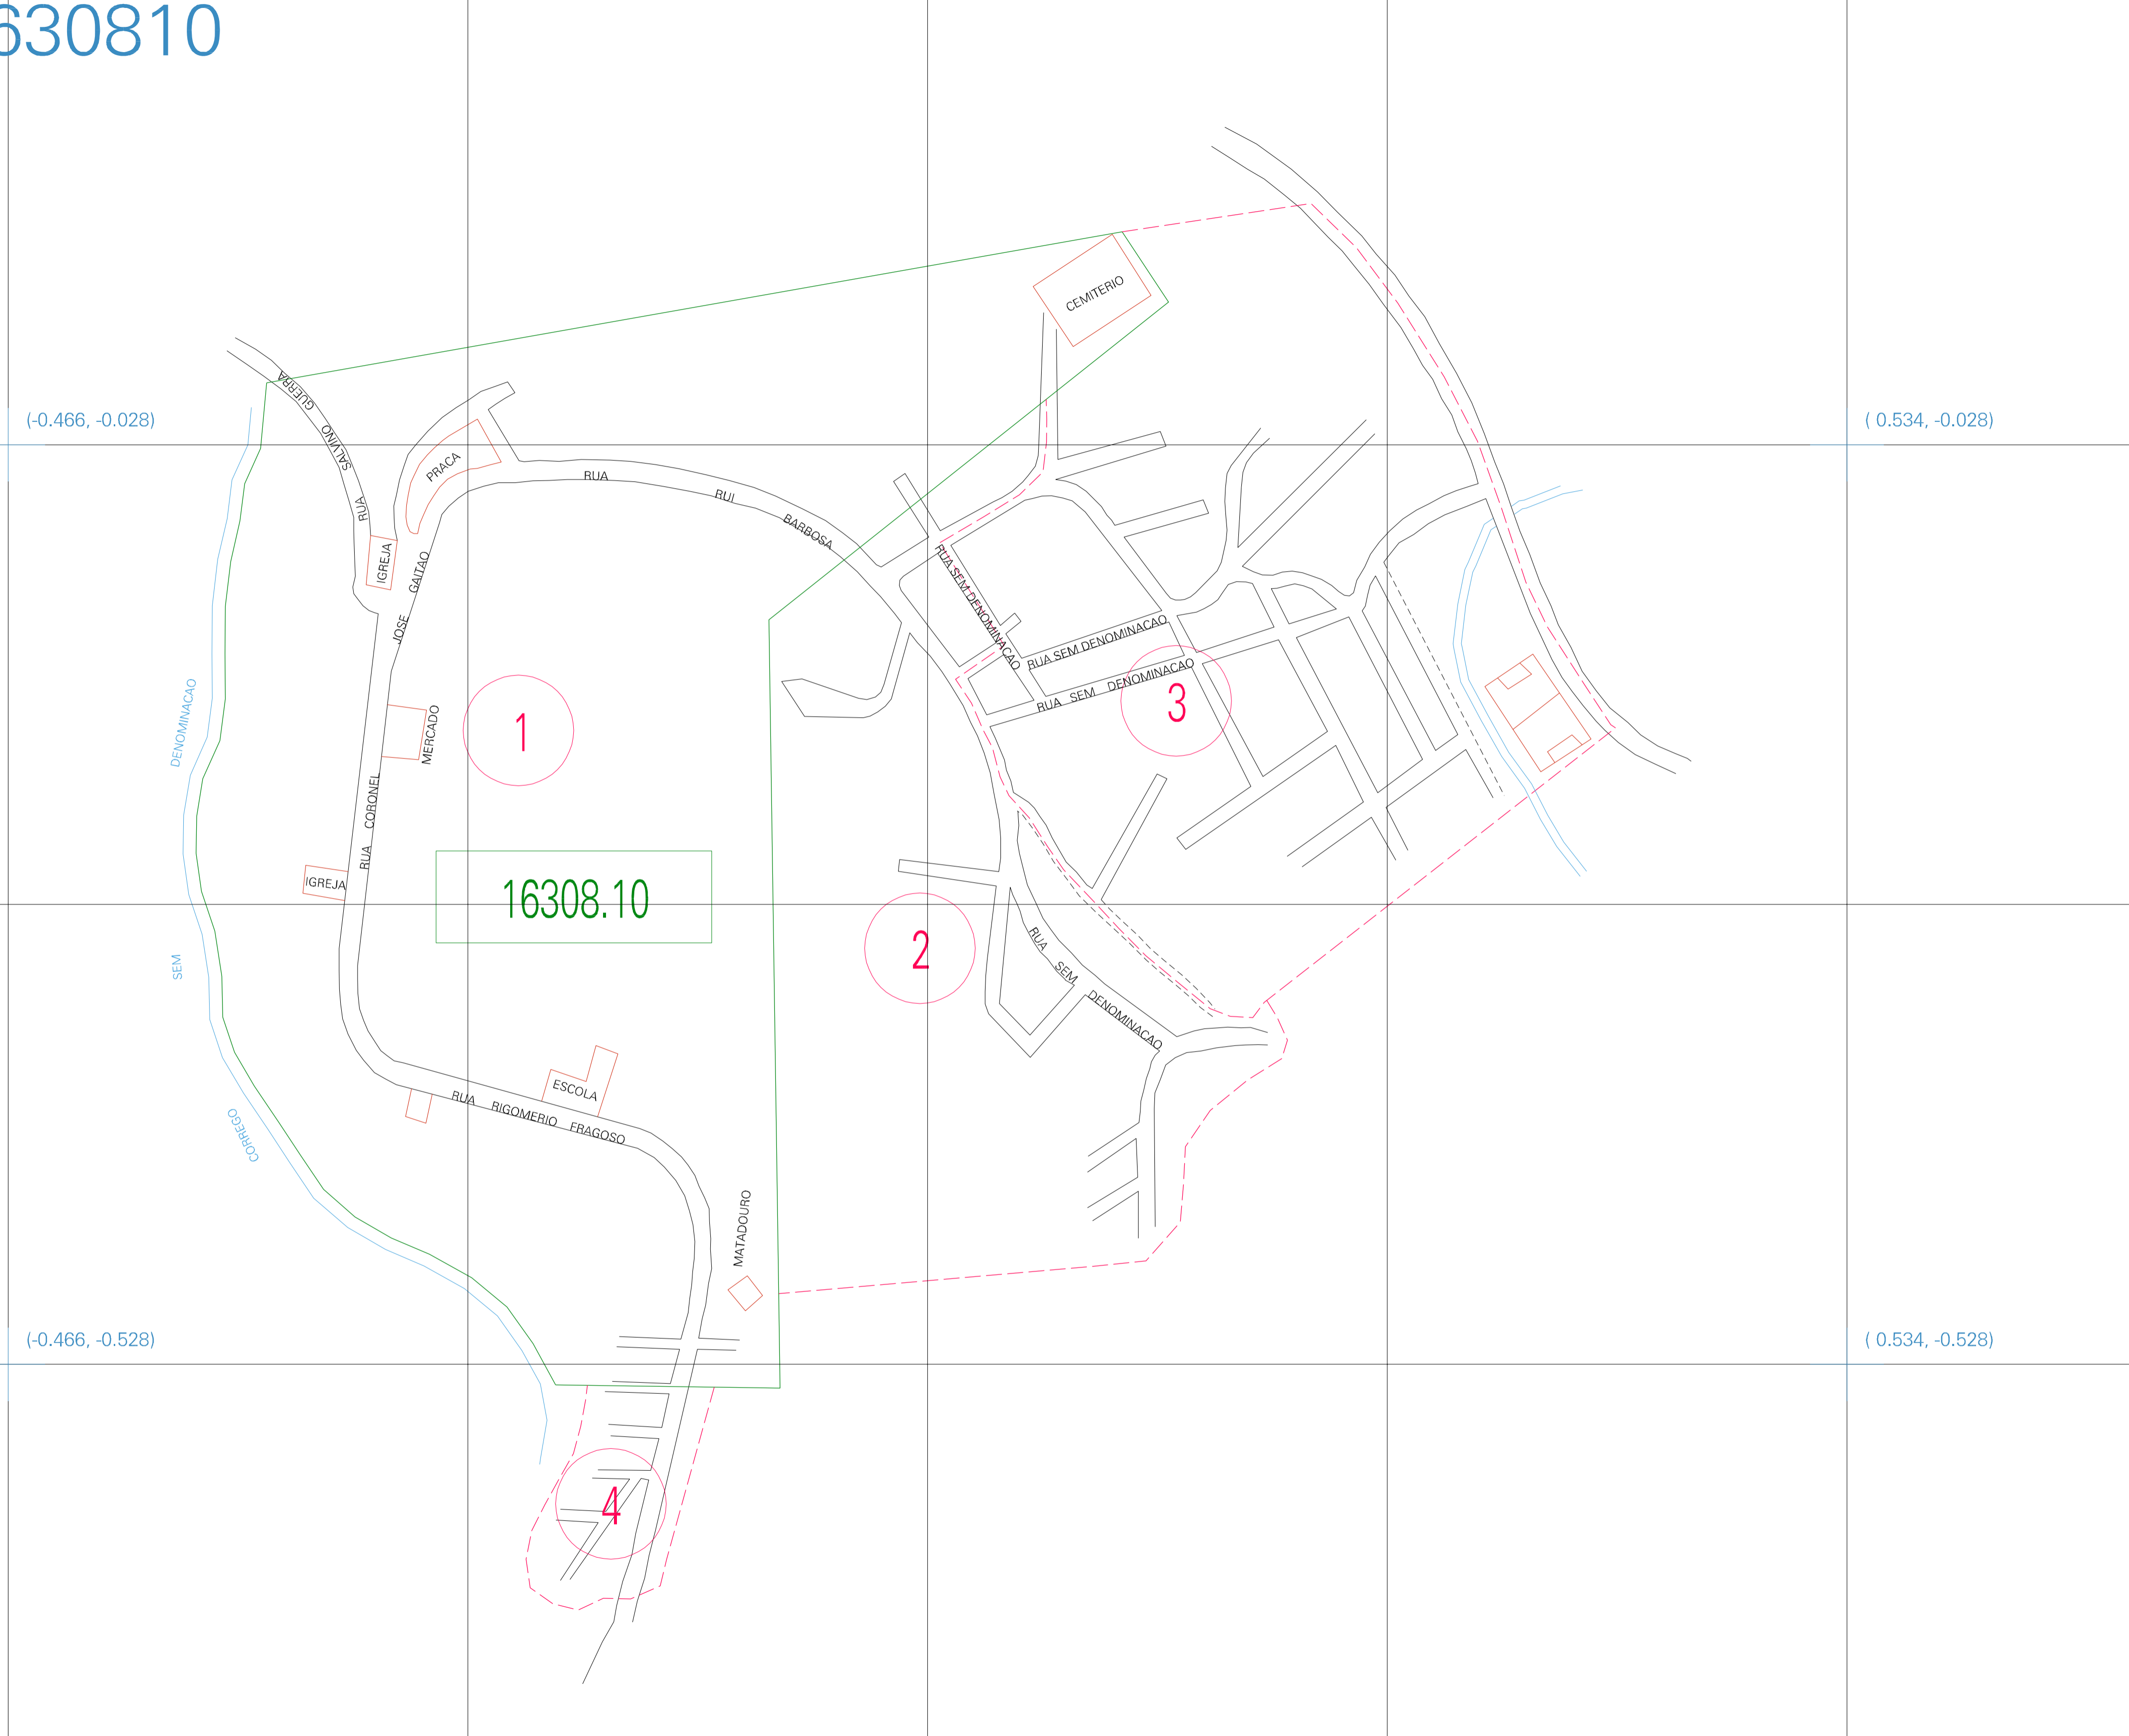 630810
CEMITERIO
GUERRA
SALVINO
RUA
(-0.466, -0.028)
( 0.534, -0.028)
PRACA
RUA
RUI
BARBOSA
IGREJA
GAITAO
JOSE
RUA SEM DENOMINACAO
RUA SEM DENOMINACAO
RUA SEM DENOMINACAO
3
DENOMINACAO
MERCADO
1
CORONEL
RUA
IGREJA
16308.10
2
SEM
RUA
SEM
DENOMINACAO
ESCOLA
RUA RIGOMERIO FRAGOSO
CORREGO
MATADOURO
(-0.466, -0.528)
( 0.534, -0.528)
4